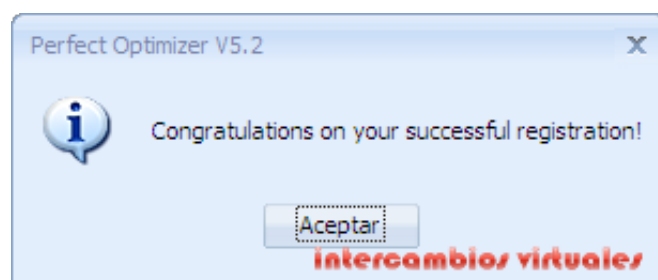 Perfect Optimizer V5.2
Congratulations on your successful registration!
Aceptar
intercambios virtuales